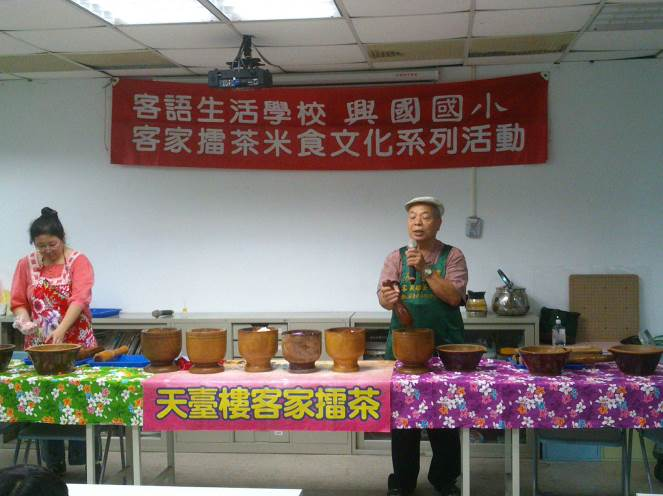 客語生活學校 興國國小
客家擂茶米食文化系列活動
天臺樓客家擂茶